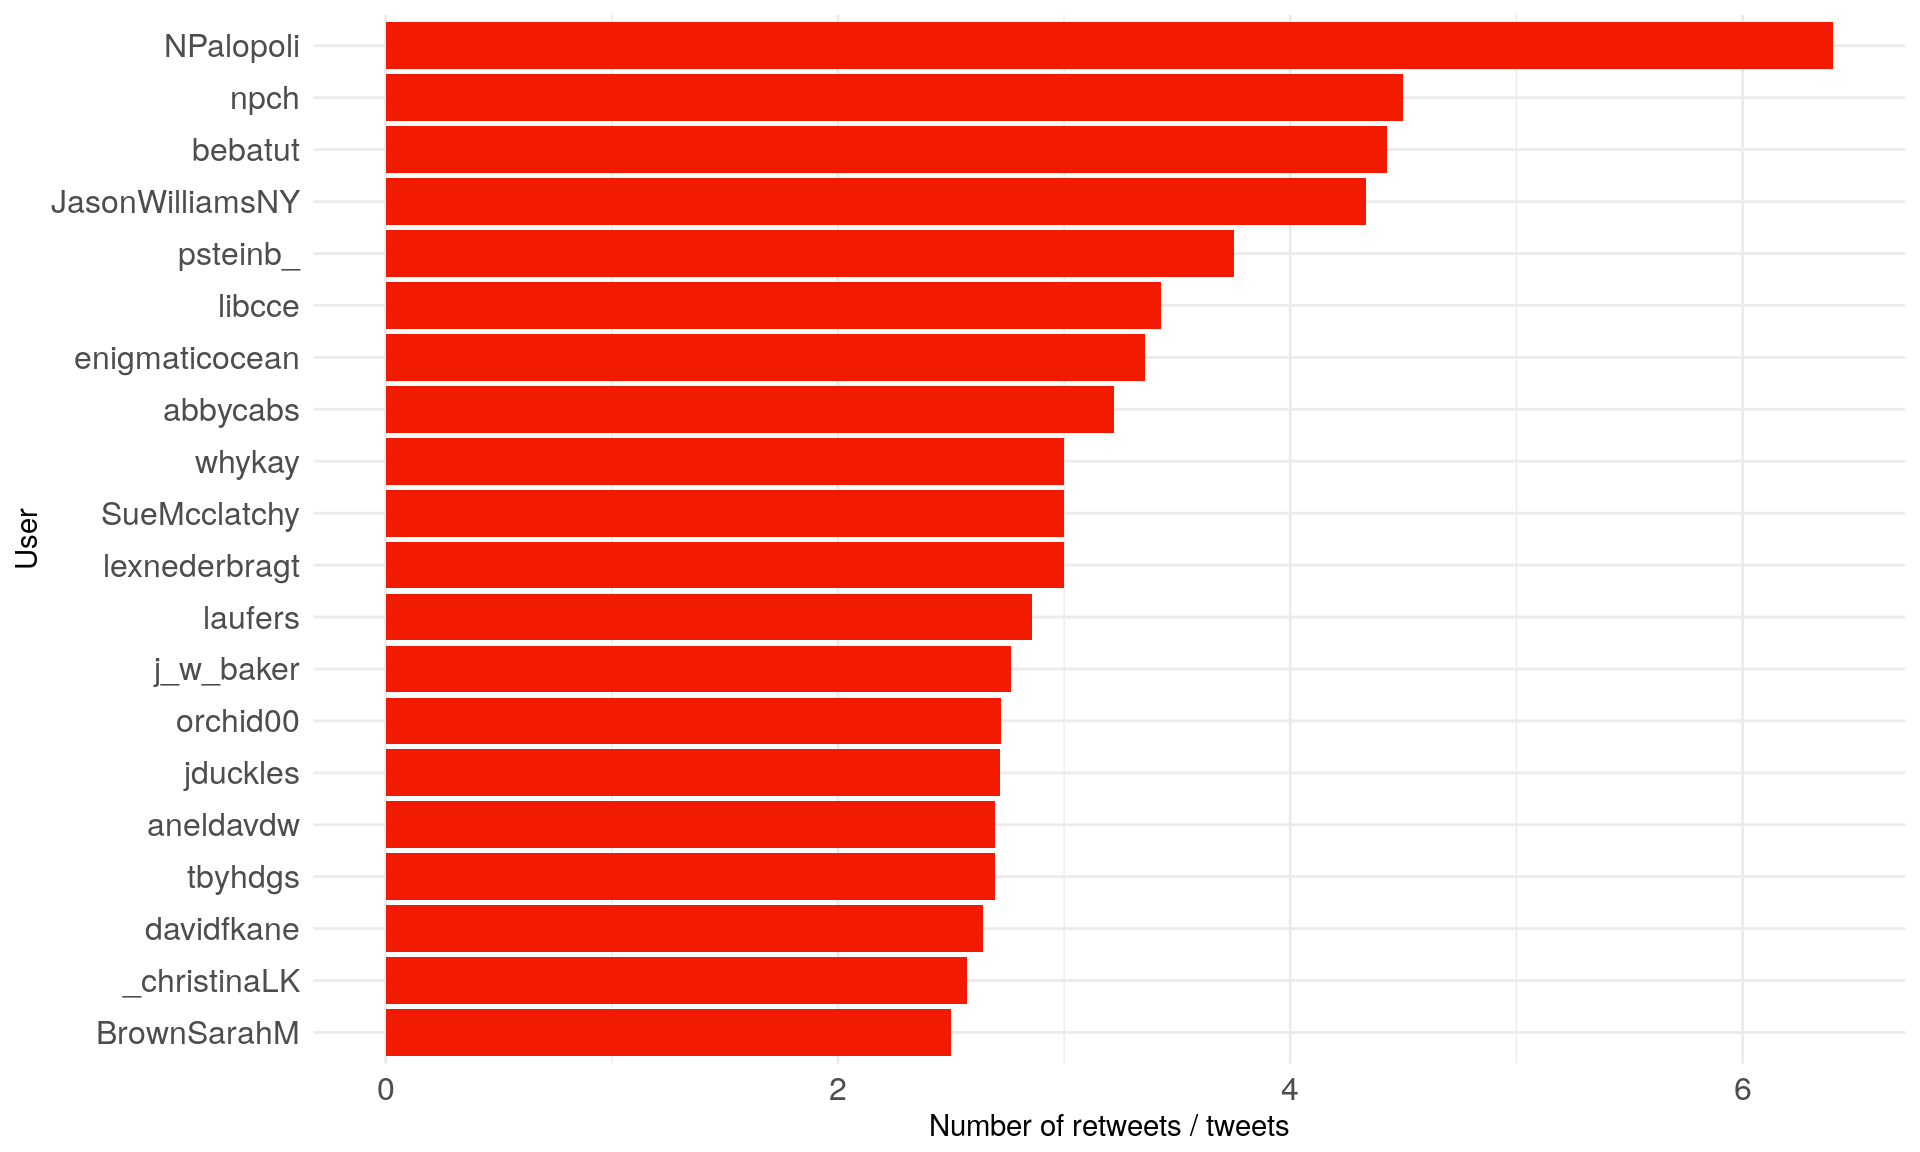 NPalopoli
npch
bebatut
JasonWilliamsNY
psteinb_
libcce
enigmaticocean
abbycabs
whykay
SueMcclatchy
lexnederbragt
laufers
j_w_baker
orchid00
jduckles
aneldavdw
tbyhdgs
davidfkane
_christinaLK
BrownSarahM
User
0 2 4 6
Number of retweets / tweets